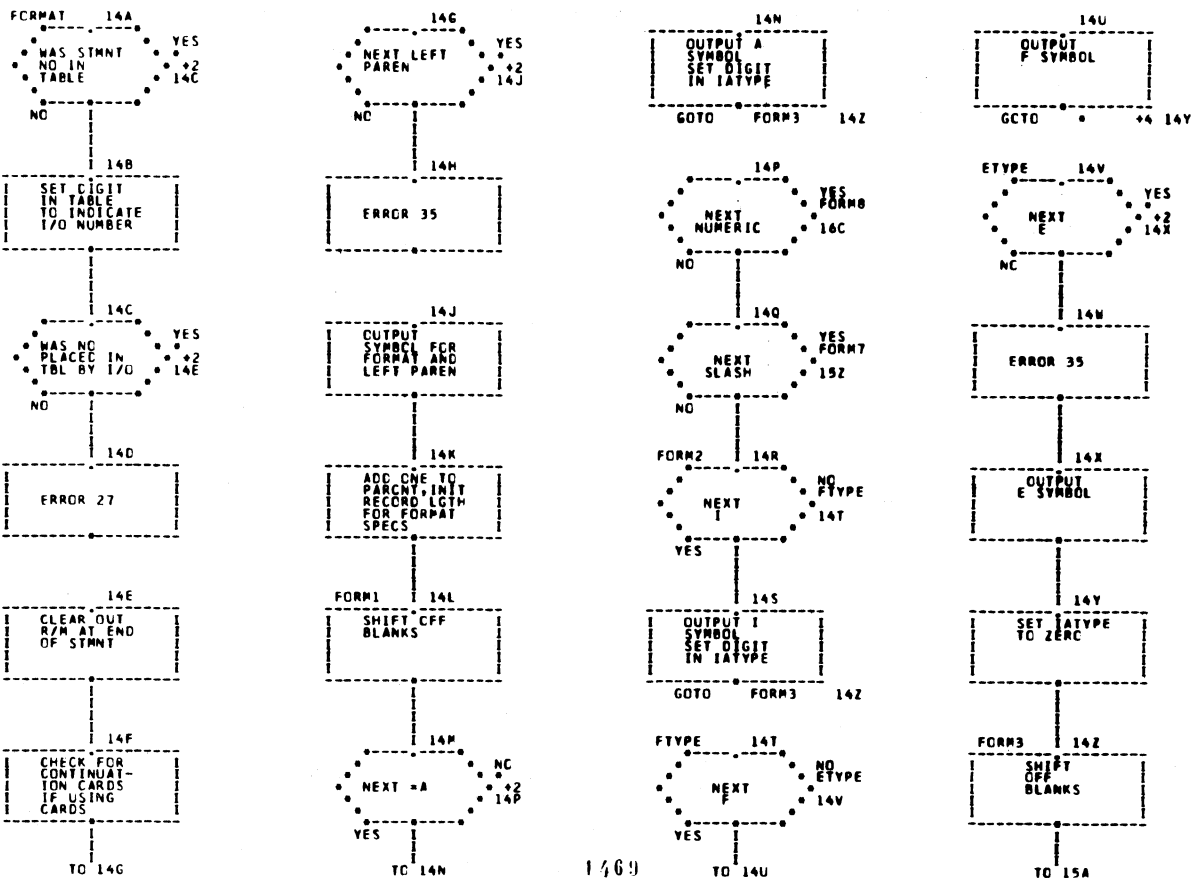 FORMAT 14A
WAS STMNT
NO IN
TABLE
YES
+2
14C
NO
14B
SET DIGIT
IN TABLE
TO INDICATE
I/O NUMBER
14C
WAS NO
PLACED IN
TBL BY I/O
YES
+2
14E
NO
14D
ERROR 27
14E
CLEAR OUT
R/M AT END
OF STMNT
14F
CHECK FOR
CONTINUAT-
ION CARDS
IF USING
CARDS
TO 14G
14G
NEXT LEFT
PAREN
YES
+2
14J
NO
14H
ERROR 35
14J
OUTPUT
SYMBOL FOR
FORMAT AND
LEFT PAREN
14K
ADD ONE TO
PARCNT,INIT
RECORD LGTH
FOR FORMAT
SPECS
FORM1 14L
SHIFT OFF
BLANKS
14M
NEXT =A
NO
+2
14P
YES
TO 14N
14N
OUTPUT A
SYMBOL
SET DIGIT
IN IATYPE
GOTO FORM3 14Z
14P
NEXT
NUMERIC
YES
FORM8
16C
NO
14Q
NEXT
SLASH
YES
FORM7
15Z
NO
FORM2 14R
NEXT
I
NO
FTYPE
14T
YES
14S
OUTPUT I
SYMBOL
SET DIGIT
IN IATYPE
GOTO FORM3 14Z
FTYPE 14T
NEXT
F
NO
ETYPE
14V
YES
TO 14U
14U
OUTPUT
F SYMBOL
GOTO * +4 14Y
ETYPE 14V
NEXT
E
YES
+2
14X
NO
14W
ERROR 35
14X
OUTPUT
E SYMBOL
14Y
SET IATYPE
TO ZERO
FORM3 14Z
SHIFT
OFF
BLANKS
TO 15A
1469